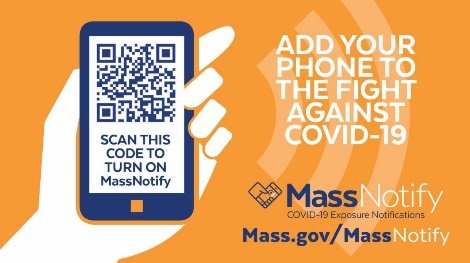 SCAN THIS
CODE TO
TURN ON
MassNotify
ADD YOUR
PHONE TO
THE FIGHT
AGAINST
COVID-19
MassNotify
COVID-19 Exposure Notifications
Mass.gov/MassNotify